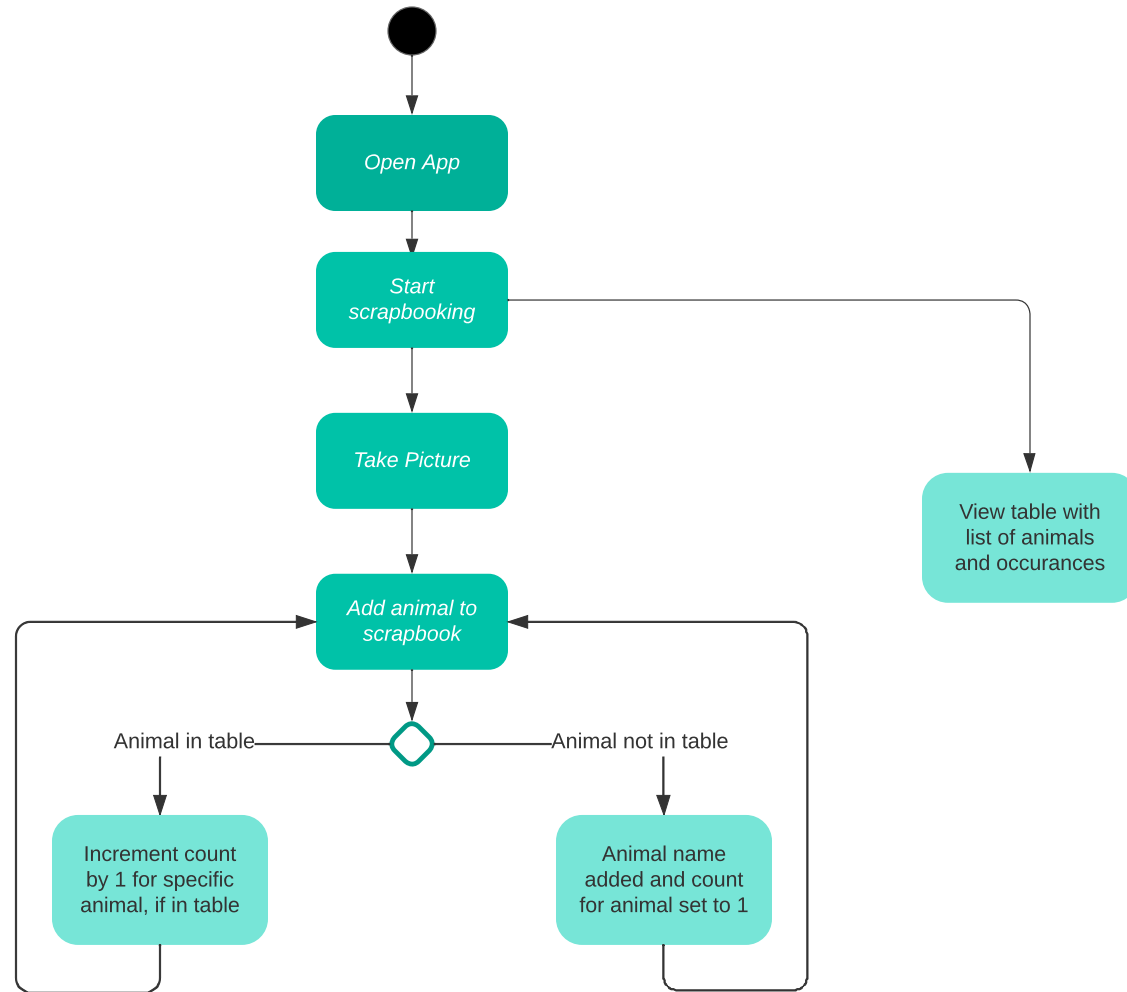 Open App
Start
scrapbooking
Take Picture
View table with
list of animals
and occurances
Add animal to
scrapbook
Animal in table
Animal not in table
Increment count
by 1 for specific
animal, if in table
Animal name
added and count
for animal set to 1